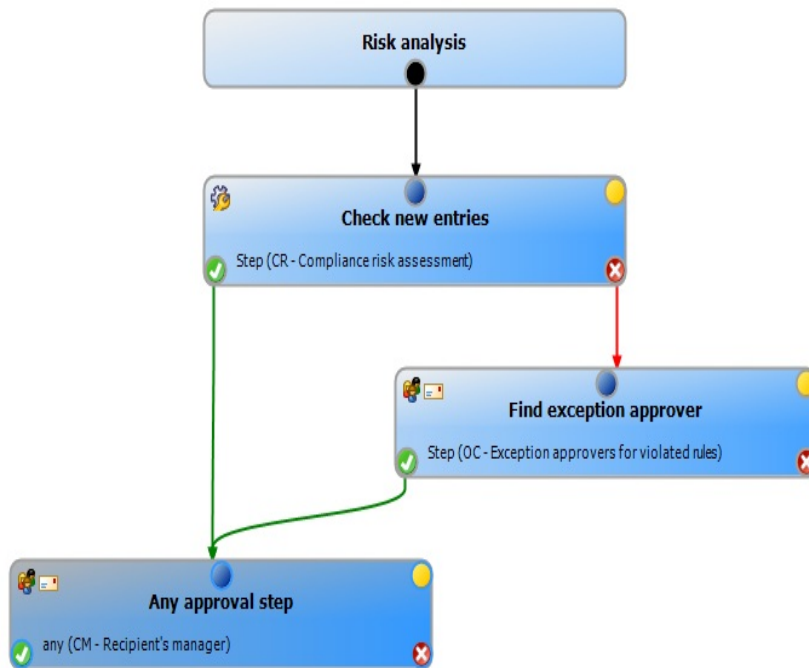 Risk analysis
Check new entries
Step (CR - Compliance risk assessment)
Find exception approver
Step (OC - Exception approvers for violated rules)
Any approval step
any (CM - Recipient's manager)